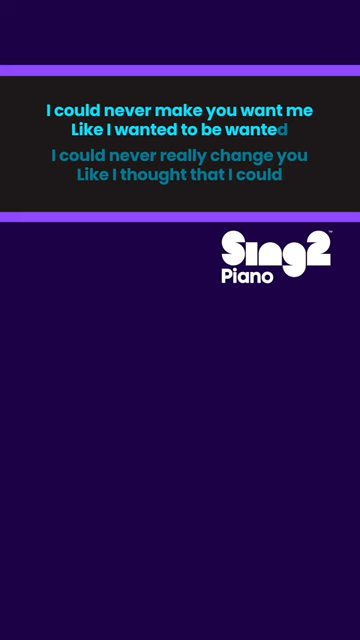 I could never make you want me
Like I wanted to be wanted
I could never really change you
Like I thought that I could
Sing2™
Piano